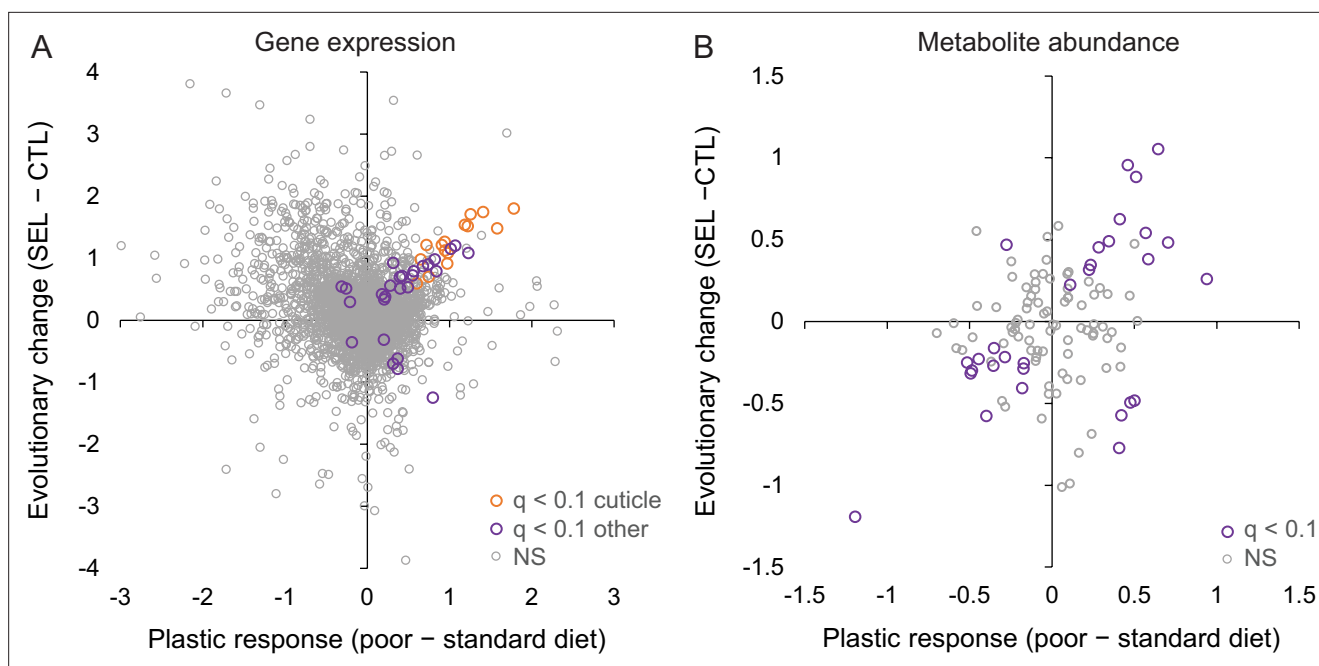 A
Gene expression
Evolutionary change (SEL – CTL)
4
3
2
1
0
-1
-2
-3
-4
-3
-2
-1
0
1
2
3
Plastic response (poor – standard diet)
q < 0.1 cuticle
q < 0.1 other
NS
B
Metabolite abundance
Evolutionary change (SEL –CTL)
1.5
1
0.5
0
-0.5
-1
-1.5
-1.5
-1
-0.5
0
0.5
1
1.5
Plastic response (poor – standard diet)
q < 0.1
NS